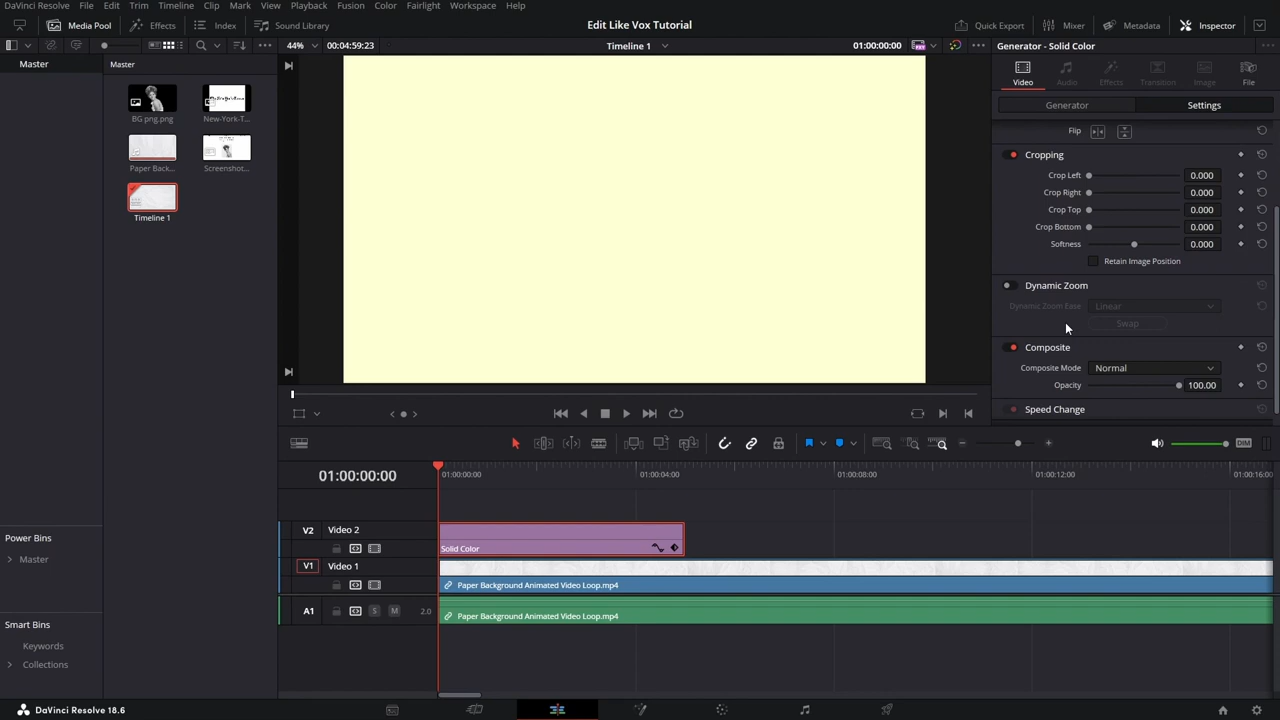 DaVinci Resolve File Edit Trim Timeline Clip Mark View Playback Fusion Color Fairlight Workspace Help
Media Pool Effects Index Sound Library Edit Like Vox Tutorial Quick Export Mixer Metadata Inspector
44% 00:04:59:23 Timeline 1 01:00:00:00 Generator - Solid Color
Master Master
Video Audio Effects Transition Image File
Generator Settings
BG png.png New-York-T...
Flip
Cropping
Paper Back... Screenshot...
Crop Left 0.000
Crop Right 0.000
Crop Top 0.000
Timeline 1
Crop Bottom 0.000
Softness 0.000
Retain Image Position
Dynamic Zoom
Dynamic Zoom Ease Linear
Swap
Composite
Composite Mode Normal
Opacity 100.00
Speed Change
DIM
01:00:00:00 01:00:00:00 01:00:04:00 01:00:08:00 01:00:12:00 01:00:16:00
V2 Video 2
Solid Color
V1 Video 1
Paper Background Animated Video Loop.mp4
A1 S M 2.0 Paper Background Animated Video Loop.mp4
Power Bins
Master
Smart Bins
Keywords
Collections
DaVinci Resolve 18.6